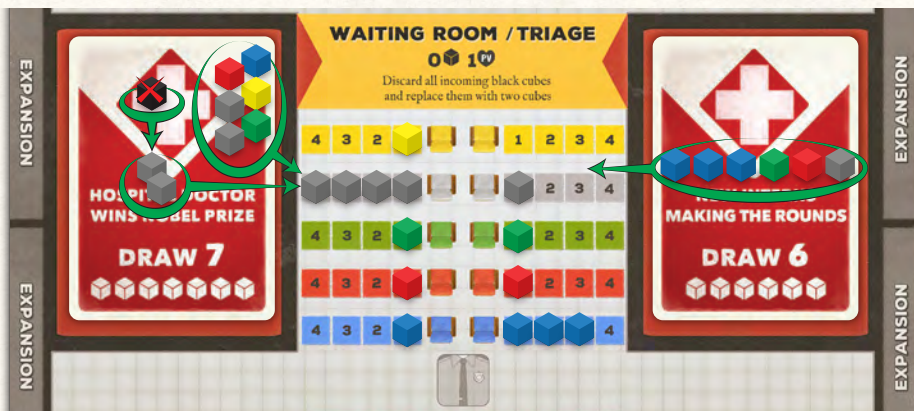 EXPANSION
EXPANSION
WAITING ROOM / TRIAGE
0 1 PV
Discard all incoming black cubes
and replace them with two cubes
4 3 2 1 2 3 4
2 3 4
4 3 2 2 3 4
4 3 2 2 3 4
4 3 2 4
DOCTOR
WINS NOBEL PRIZE
DRAW 7
MAKING THE ROUNDS
DRAW 6
EXPANSION
EXPANSION